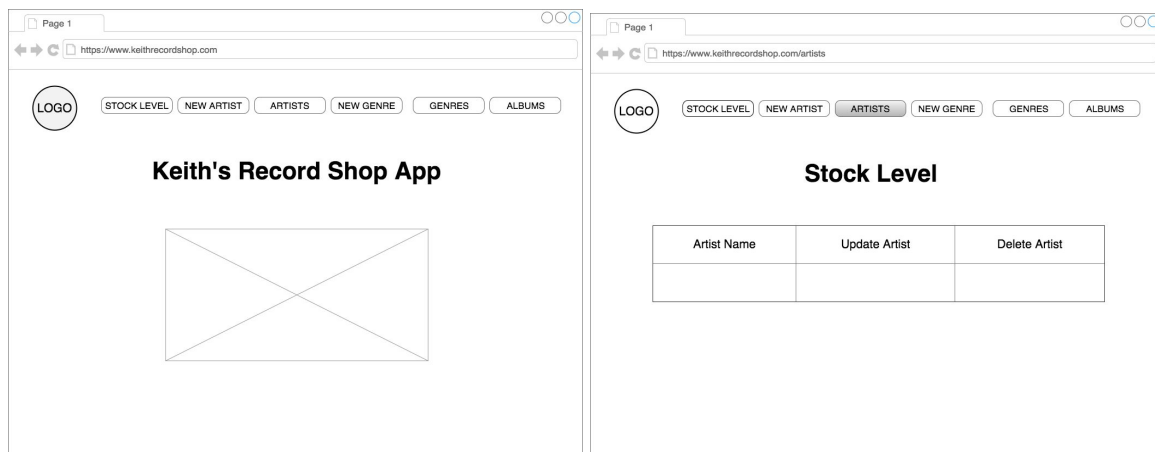 Page 1
https://www.keithrecordshop.com
LOGO
STOCK LEVEL NEW ARTIST ARTISTS NEW GENRE GENRES ALBUMS
Keith's Record Shop App
Page 1
https://www.keithrecordshop.com/artists
LOGO
STOCK LEVEL NEW ARTIST ARTISTS NEW GENRE GENRES ALBUMS
Stock Level
Artist Name Update Artist Delete Artist